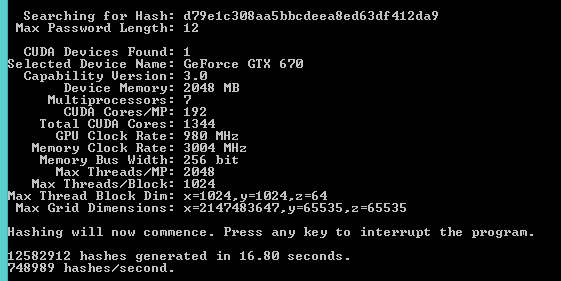 Searching for Hash: d79e1c308aa5bbcdeea8ed63df412da9
Max Password Length: 12
CUDA Devices Found: 1
Selected Device Name: GeForce GTX 670
Capability Version: 3.0
Device Memory: 2048 MB
Multiprocessors: 7
CUDA Cores/MP: 192
Total CUDA Cores: 1344
GPU Clock Rate: 980 MHz
Memory Clock Rate: 3004 MHz
Memory Bus Width: 256 bit
Max Threads/MP: 2048
Max Threads/Block: 1024
Max Thread Block Dim: x=1024,y=1024,z=64
Max Grid Dimensions: x=2147483647,y=65535,z=65535
Hashing will now commence. Press any key to interrupt the program.
12582912 hashes generated in 16.80 seconds.
748989 hashes/second.